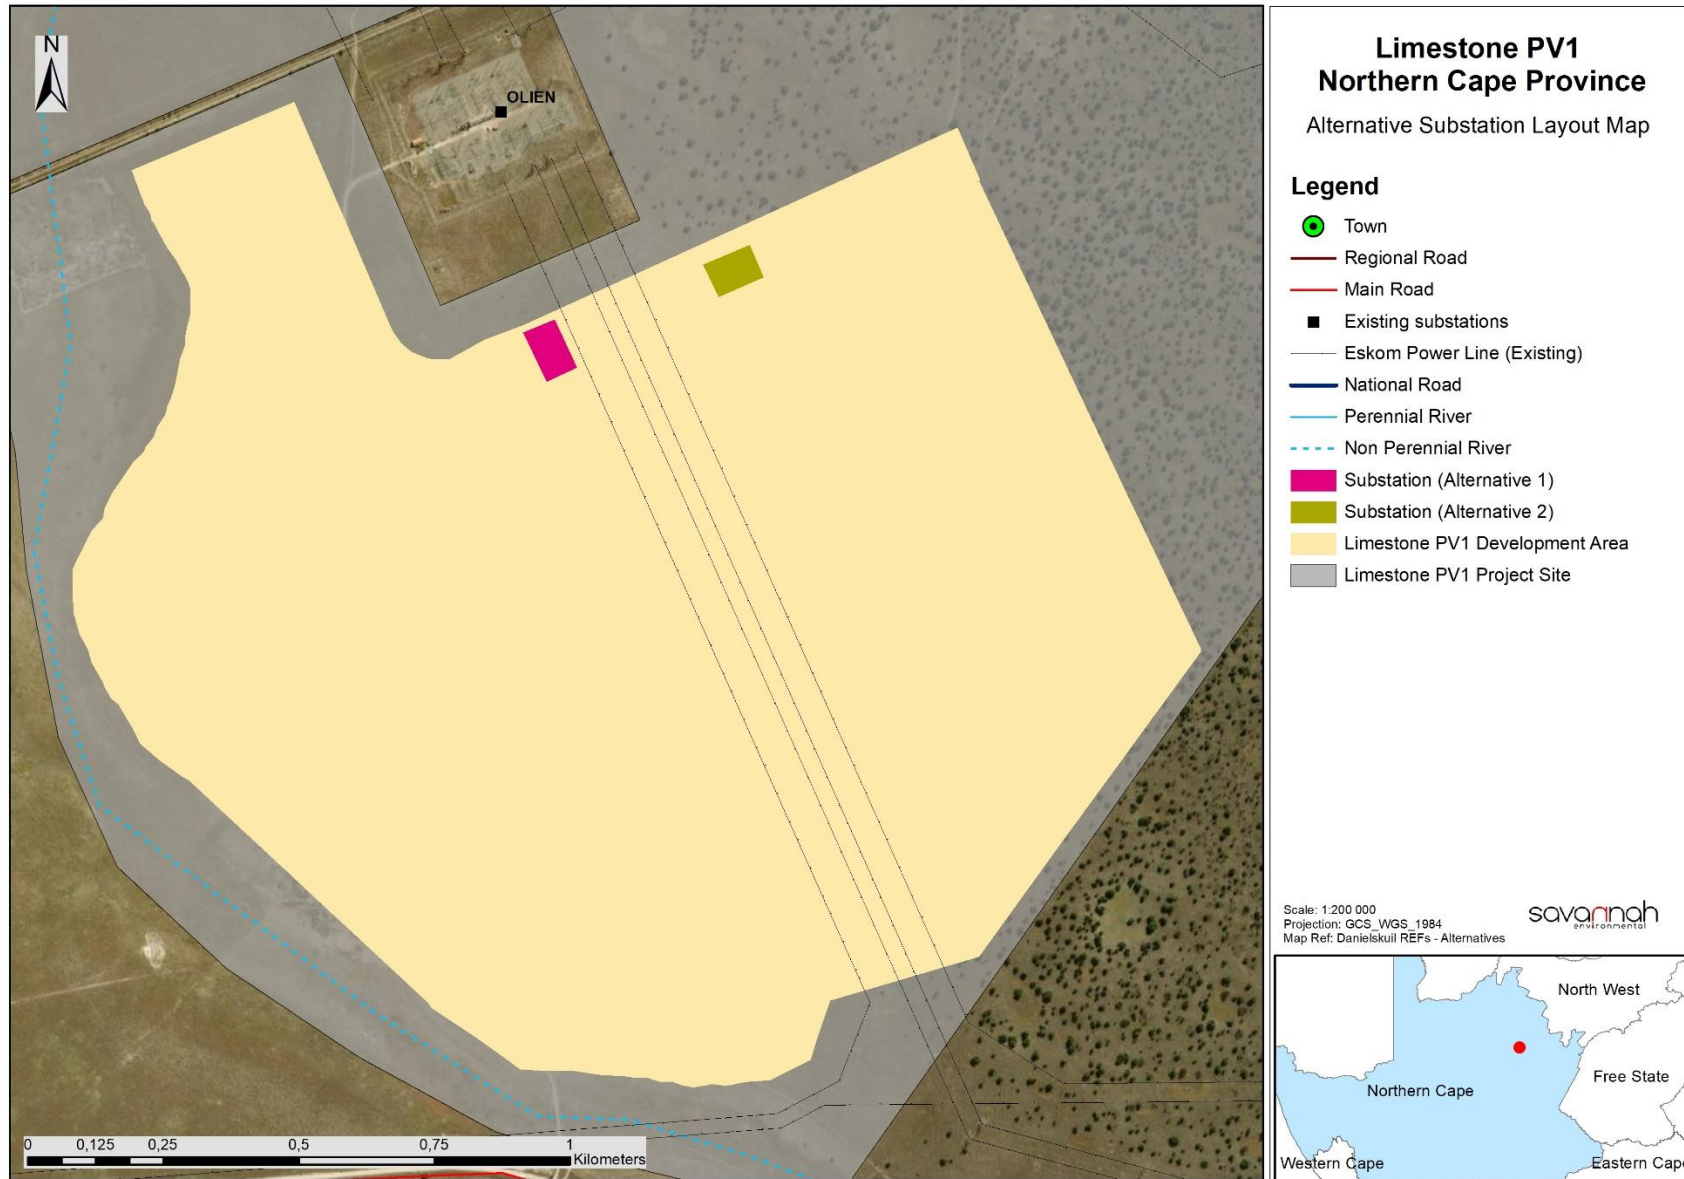 N
OLIEN
0 0,125 0,25 0,5 0,75 1
Kilometers
Limestone PV1
Northern Cape Province
Alternative Substation Layout Map
Legend
Town
Regional Road
Main Road
Existing substations
Eskom Power Line (Existing)
National Road
Perennial River
Non Perennial River
Substation (Alternative 1)
Substation (Alternative 2)
Limestone PV1 Development Area
Limestone PV1 Project Site
Scale: 1:200 000
Projection: GCS_WGS_1984
Map Ref: Danielskuil REFs - Alternatives
savannah
environmental
North West
Free State
Northern Cape
Western Cape
Eastern Cape